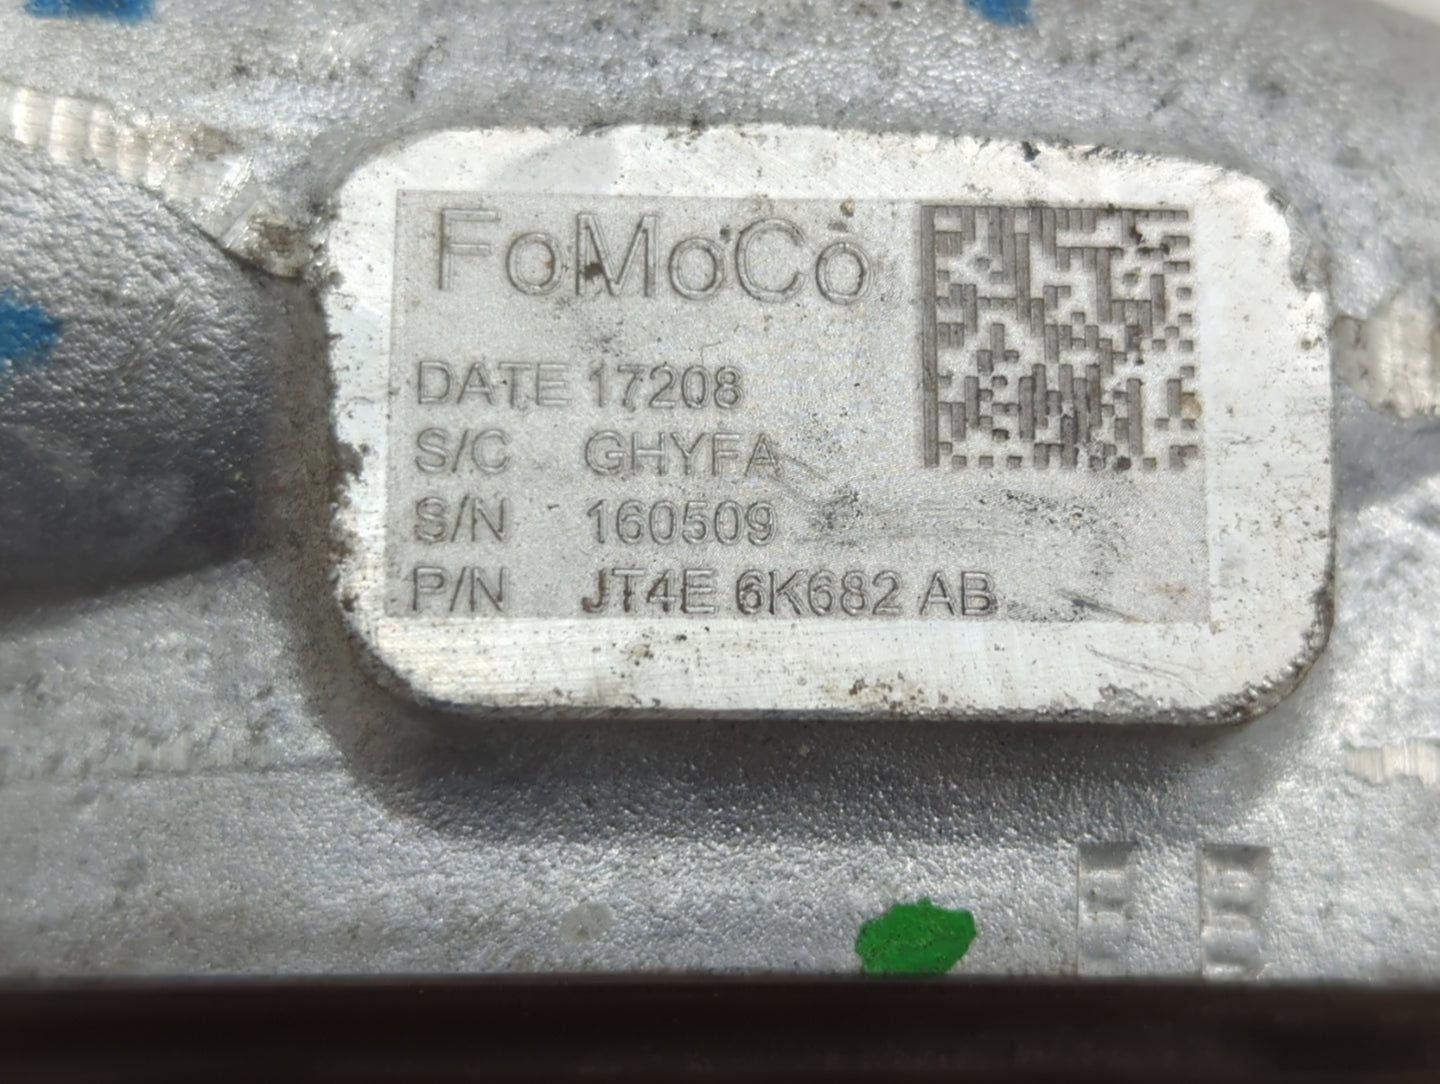 FoMoCo
DATE 17208
S/C GHYFA
S/N 160509
P/N JT4E 6K682 AB